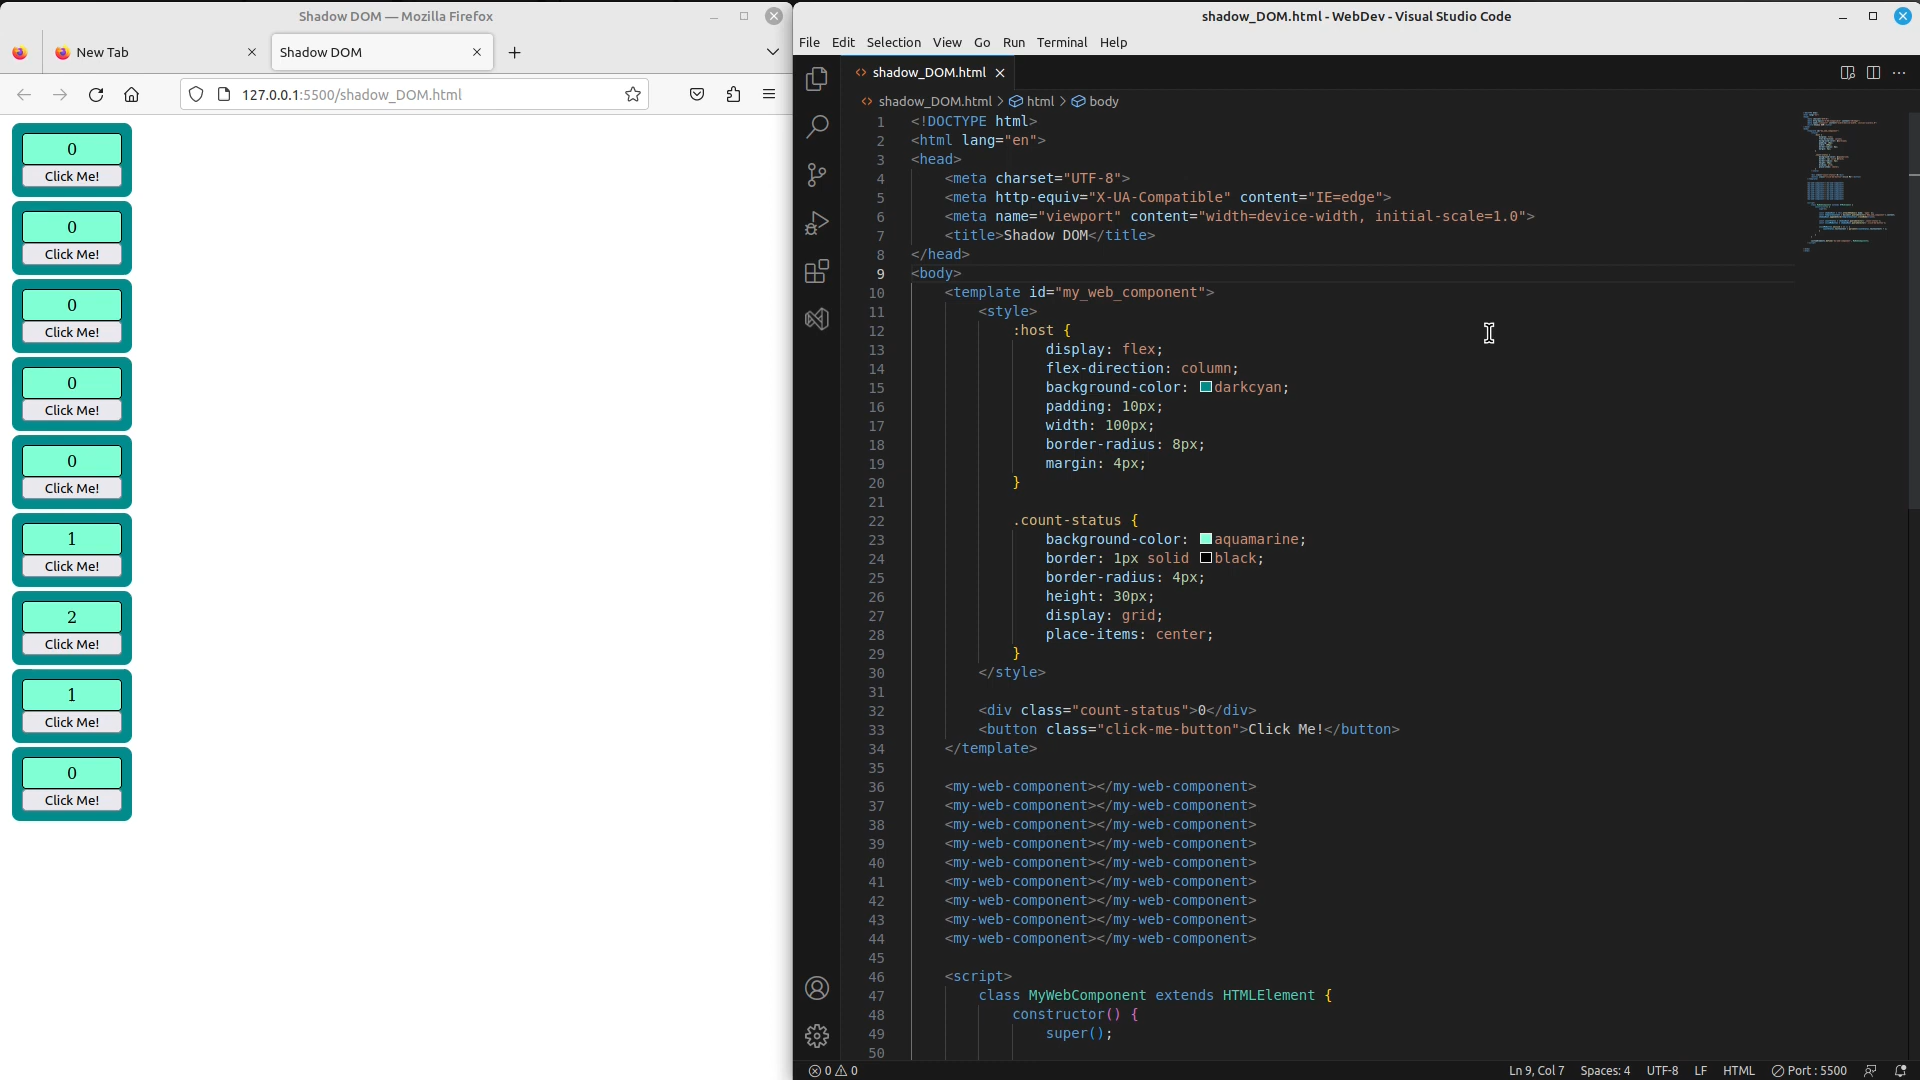 Shadow DOM — Mozilla Firefox
New Tab
Shadow DOM
127.0.0.1:5500/shadow_DOM.html
0
Click Me!
0
Click Me!
0
Click Me!
0
Click Me!
0
Click Me!
1
Click Me!
2
Click Me!
1
Click Me!
0
Click Me!
shadow_DOM.html - WebDev - Visual Studio Code
File Edit Selection View Go Run Terminal Help
shadow_DOM.html
shadow_DOM.html > html > body
1 <!DOCTYPE html>
2 <html lang="en">
3 <head>
4 <meta charset="UTF-8">
5 <meta http-equiv="X-UA-Compatible" content="IE=edge">
6 <meta name="viewport" content="width=device-width, initial-scale=1.0">
7 <title>Shadow DOM</title>
8 </head>
9 <body>
10 <template id="my_web_component">
11 <style>
12 :host {
13 display: flex;
14 flex-direction: column;
15 background-color: darkcyan;
16 padding: 10px;
17 width: 100px;
18 border-radius: 8px;
19 margin: 4px;
20 }
21
22 .count-status {
23 background-color: aquamarine;
24 border: 1px solid black;
25 border-radius: 4px;
26 height: 30px;
27 display: grid;
28 place-items: center;
29 }
30 </style>
31
32 <div class="count-status">0</div>
33 <button class="click-me-button">Click Me!</button>
34 </template>
35
36 <my-web-component></my-web-component>
37 <my-web-component></my-web-component>
38 <my-web-component></my-web-component>
39 <my-web-component></my-web-component>
40 <my-web-component></my-web-component>
41 <my-web-component></my-web-component>
42 <my-web-component></my-web-component>
43 <my-web-component></my-web-component>
44 <my-web-component></my-web-component>
45
46 <script>
47 class MyWebComponent extends HTMLElement {
48 constructor() {
49 super();
50
0 0 Ln 9, Col 7 Spaces: 4 UTF-8 LF HTML Port : 5500